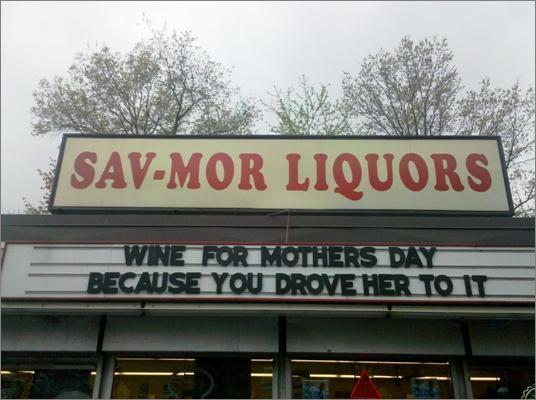 SAV-MOR LIQUORS
WINE FOR MOTHERS DAY
BECAUSE YOU DROVE HER TO IT